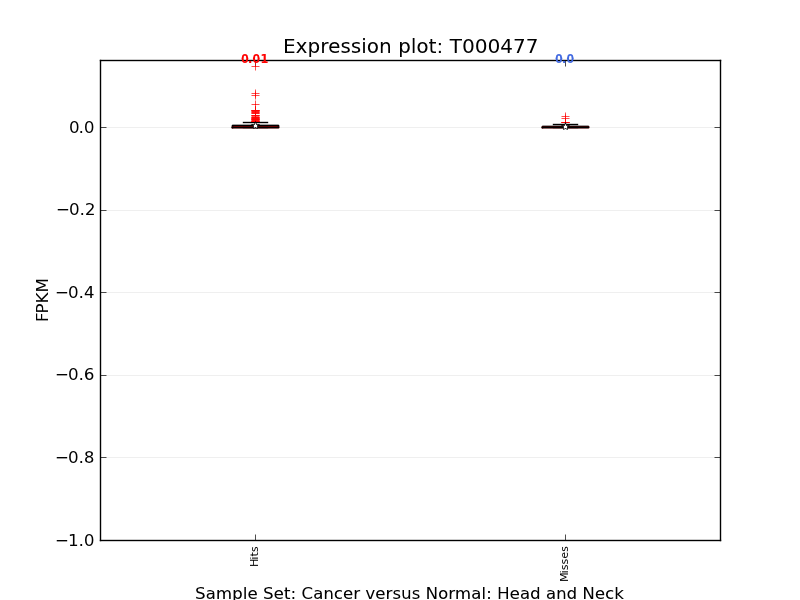 Expression plot: T000477
0.01
0.0
0.0
−0.2
−0.4
−0.6
−0.8
−1.0
FPKM
Hits
Misses
Sample Set: Cancer versus Normal: Head and Neck